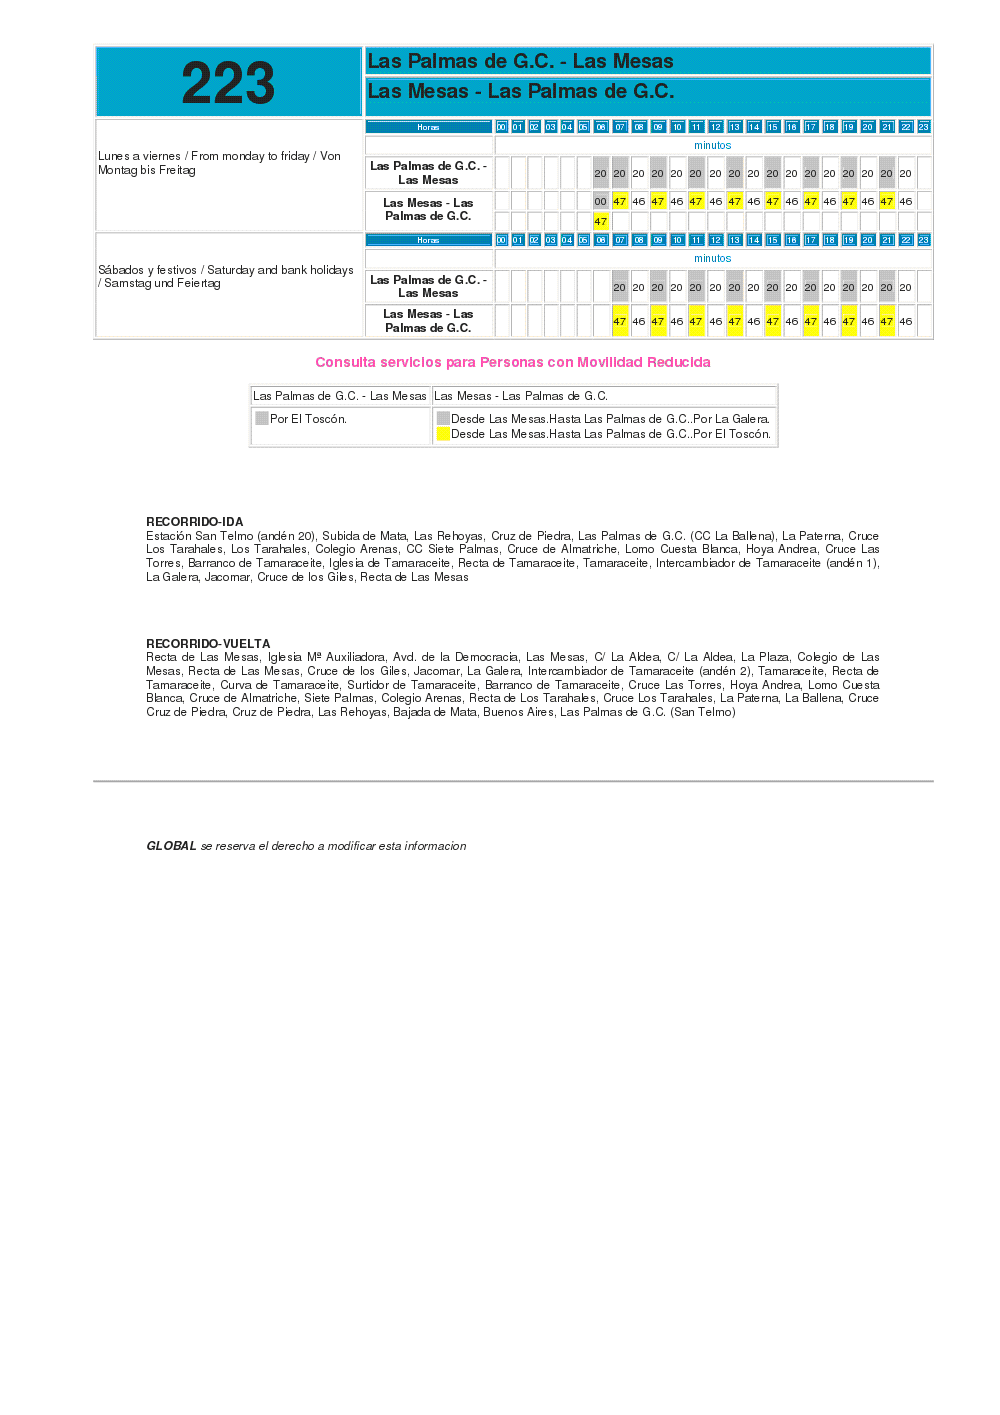 223
Las Palmas de G.C. - Las Mesas
Las Mesas - Las Palmas de G.C.
Lunes a viernes / From monday to friday / Von
Montag bis Freitag
Horas 00 01 02 03 04 05 06 07 08 09 10 11 12 13 14 15 16 17 18 19 20 21 22 23
minutos
Las Palmas de G.C. -
Las Mesas
20 20 20 20 20 20 20 20 20 20 20 20 20 20 20 20 20
Las Mesas - Las
Palmas de G.C.
00 47 46 47 46 47 46 47 46 47 46 47 46 47 46 47 46
47
Sábados y festivos / Saturday and bank holidays
/ Samstag und Feiertag
Horas 00 01 02 03 04 05 06 07 08 09 10 11 12 13 14 15 16 17 18 19 20 21 22 23
minutos
Las Palmas de G.C. -
Las Mesas
20 20 20 20 20 20 20 20 20 20 20 20 20 20 20 20
Las Mesas - Las
Palmas de G.C.
47 46 47 46 47 46 47 46 47 46 47 46 47 46 47 46
Consulta servicios para Personas con Movilidad Reducida
Las Palmas de G.C. - Las Mesas Las Mesas - Las Palmas de G.C.
Por El Toscón. Desde Las Mesas.Hasta Las Palmas de G.C..Por La Galera.
Desde Las Mesas.Hasta Las Palmas de G.C..Por El Toscón.
RECORRIDO-IDA
Estación San Telmo (andén 20), Subida de Mata, Las Rehoyas, Cruz de Piedra, Las Palmas de G.C. (CC La Ballena), La Paterna, Cruce
Los Tarahales, Los Tarahales, Colegio Arenas, CC Siete Palmas, Cruce de Almatriche, Lomo Cuesta Blanca, Hoya Andrea, Cruce Las
Torres, Barranco de Tamaraceite, Iglesia de Tamaraceite, Recta de Tamaraceite, Tamaraceite, Intercambiador de Tamaraceite (andén 1),
La Galera, Jacomar, Cruce de los Giles, Recta de Las Mesas
RECORRIDO-VUELTA
Recta de Las Mesas, Iglesia Mª Auxiliadora, Avd. de la Democracia, Las Mesas, C/ La Aldea, C/ La Aldea, La Plaza, Colegio de Las
Mesas, Recta de Las Mesas, Cruce de los Giles, Jacomar, La Galera, Intercambiador de Tamaraceite (andén 2), Tamaraceite, Recta de
Tamaraceite, Curva de Tamaraceite, Surtidor de Tamaraceite, Barranco de Tamaraceite, Cruce Las Torres, Hoya Andrea, Lomo Cuesta
Blanca, Cruce de Almatriche, Siete Palmas, Colegio Arenas, Recta de Los Tarahales, Cruce Los Tarahales, La Paterna, La Ballena, Cruce
Cruz de Piedra, Cruz de Piedra, Las Rehoyas, Bajada de Mata, Buenos Aires, Las Palmas de G.C. (San Telmo)
GLOBAL se reserva el derecho a modificar esta informacion